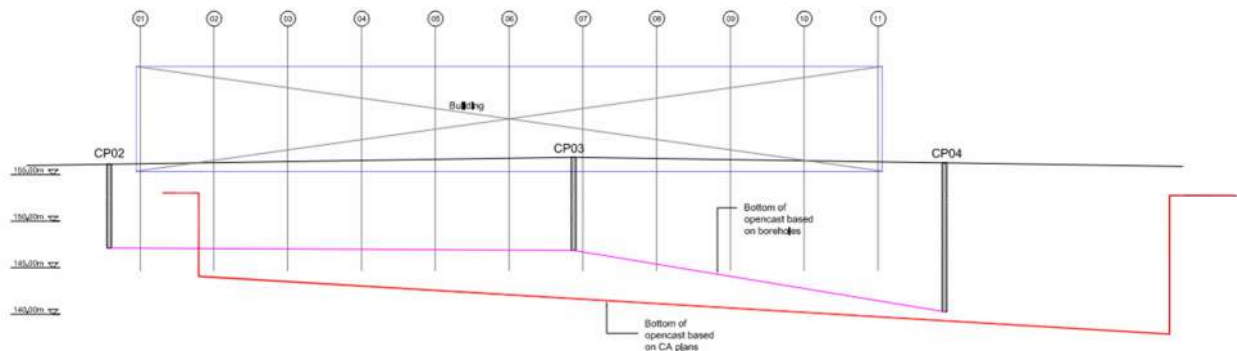 01 02 03 04 05 06 07 08 09 10 11
Building
CP02
CP03
CP04
155,00m
150,00m
145,00m
140,00m
Bottom of
opencast based
on boreholes
Bottom of
opencast based
on CA plans